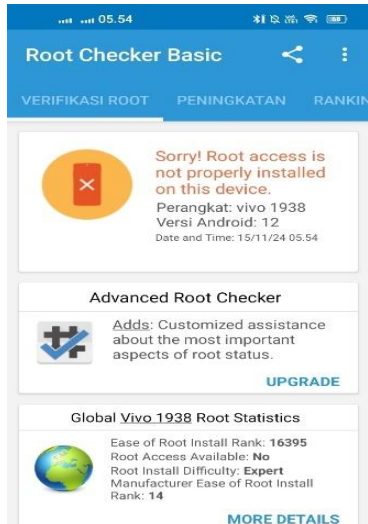 05.54
Root Checker Basic
VERIFIKASI ROOT PENINGKATAN RANKIN
Sorry! Root access is
not properly installed
on this device.
Perangkat: vivo 1938
Versi Android: 12
Date and Time: 15/11/24 05.54
Advanced Root Checker
Adds: Customized assistance
about the most important
aspects of root status.
UPGRADE
Global Vivo 1938 Root Statistics
Ease of Root Install Rank: 16395
Root Access Available: No
Root Install Difficulty: Expert
Manufacturer Ease of Root Install
Rank: 14
MORE DETAILS